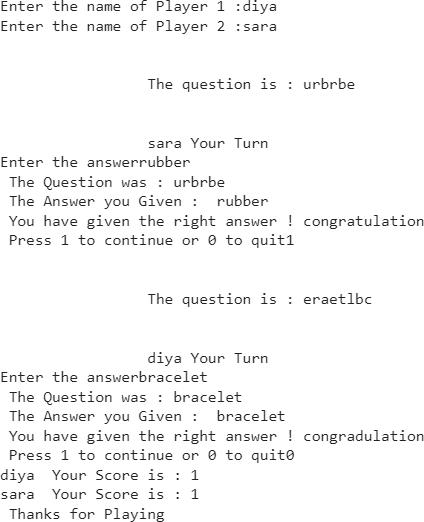 Enter the name of Player 1 :diya
Enter the name of Player 2 :sara
The question is : urbrbe
sara Your Turn
Enter the answerrubber
The Question was : urbrbe
The Answer you Given :  rubber
You have given the right answer ! congratulation
Press 1 to continue or 0 to quit1
The question is : eraetlbc
diya Your Turn
Enter the answerbracelet
The Question was : bracelet
The Answer you Given :  bracelet
You have given the right answer ! congradulation
Press 1 to continue or 0 to quit0
diya  Your Score is : 1
sara  Your Score is : 1
Thanks for Playing